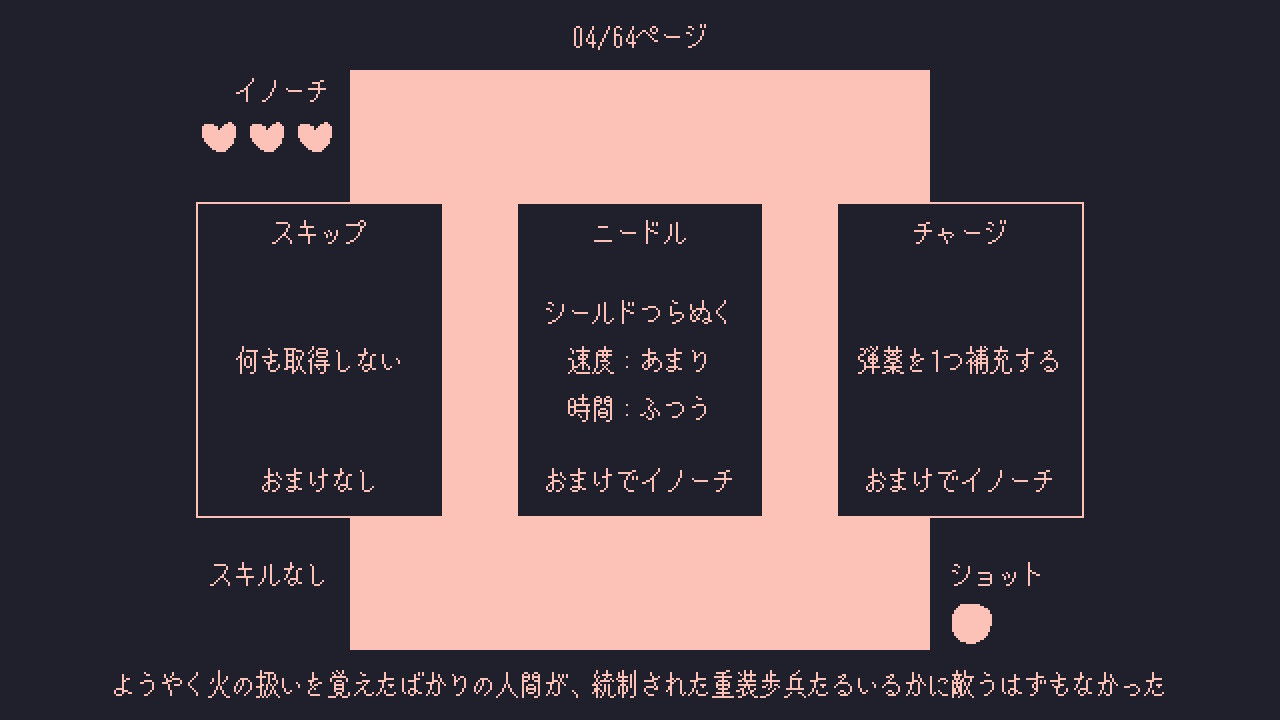 04/64ページ
イノーチ
スキップ
何も取得しない
おまけなし
ニードル
シールドつらぬく
速度：あまり
時間：ふつう
おまけでイノーチ
チャージ
弾薬を1つ補充する
おまけでイノーチ
スキルなし
ショット
ようやく火の扱いを覚えたばかりの人間が、統制された重装歩兵たるいるかに敵うはずもなかった